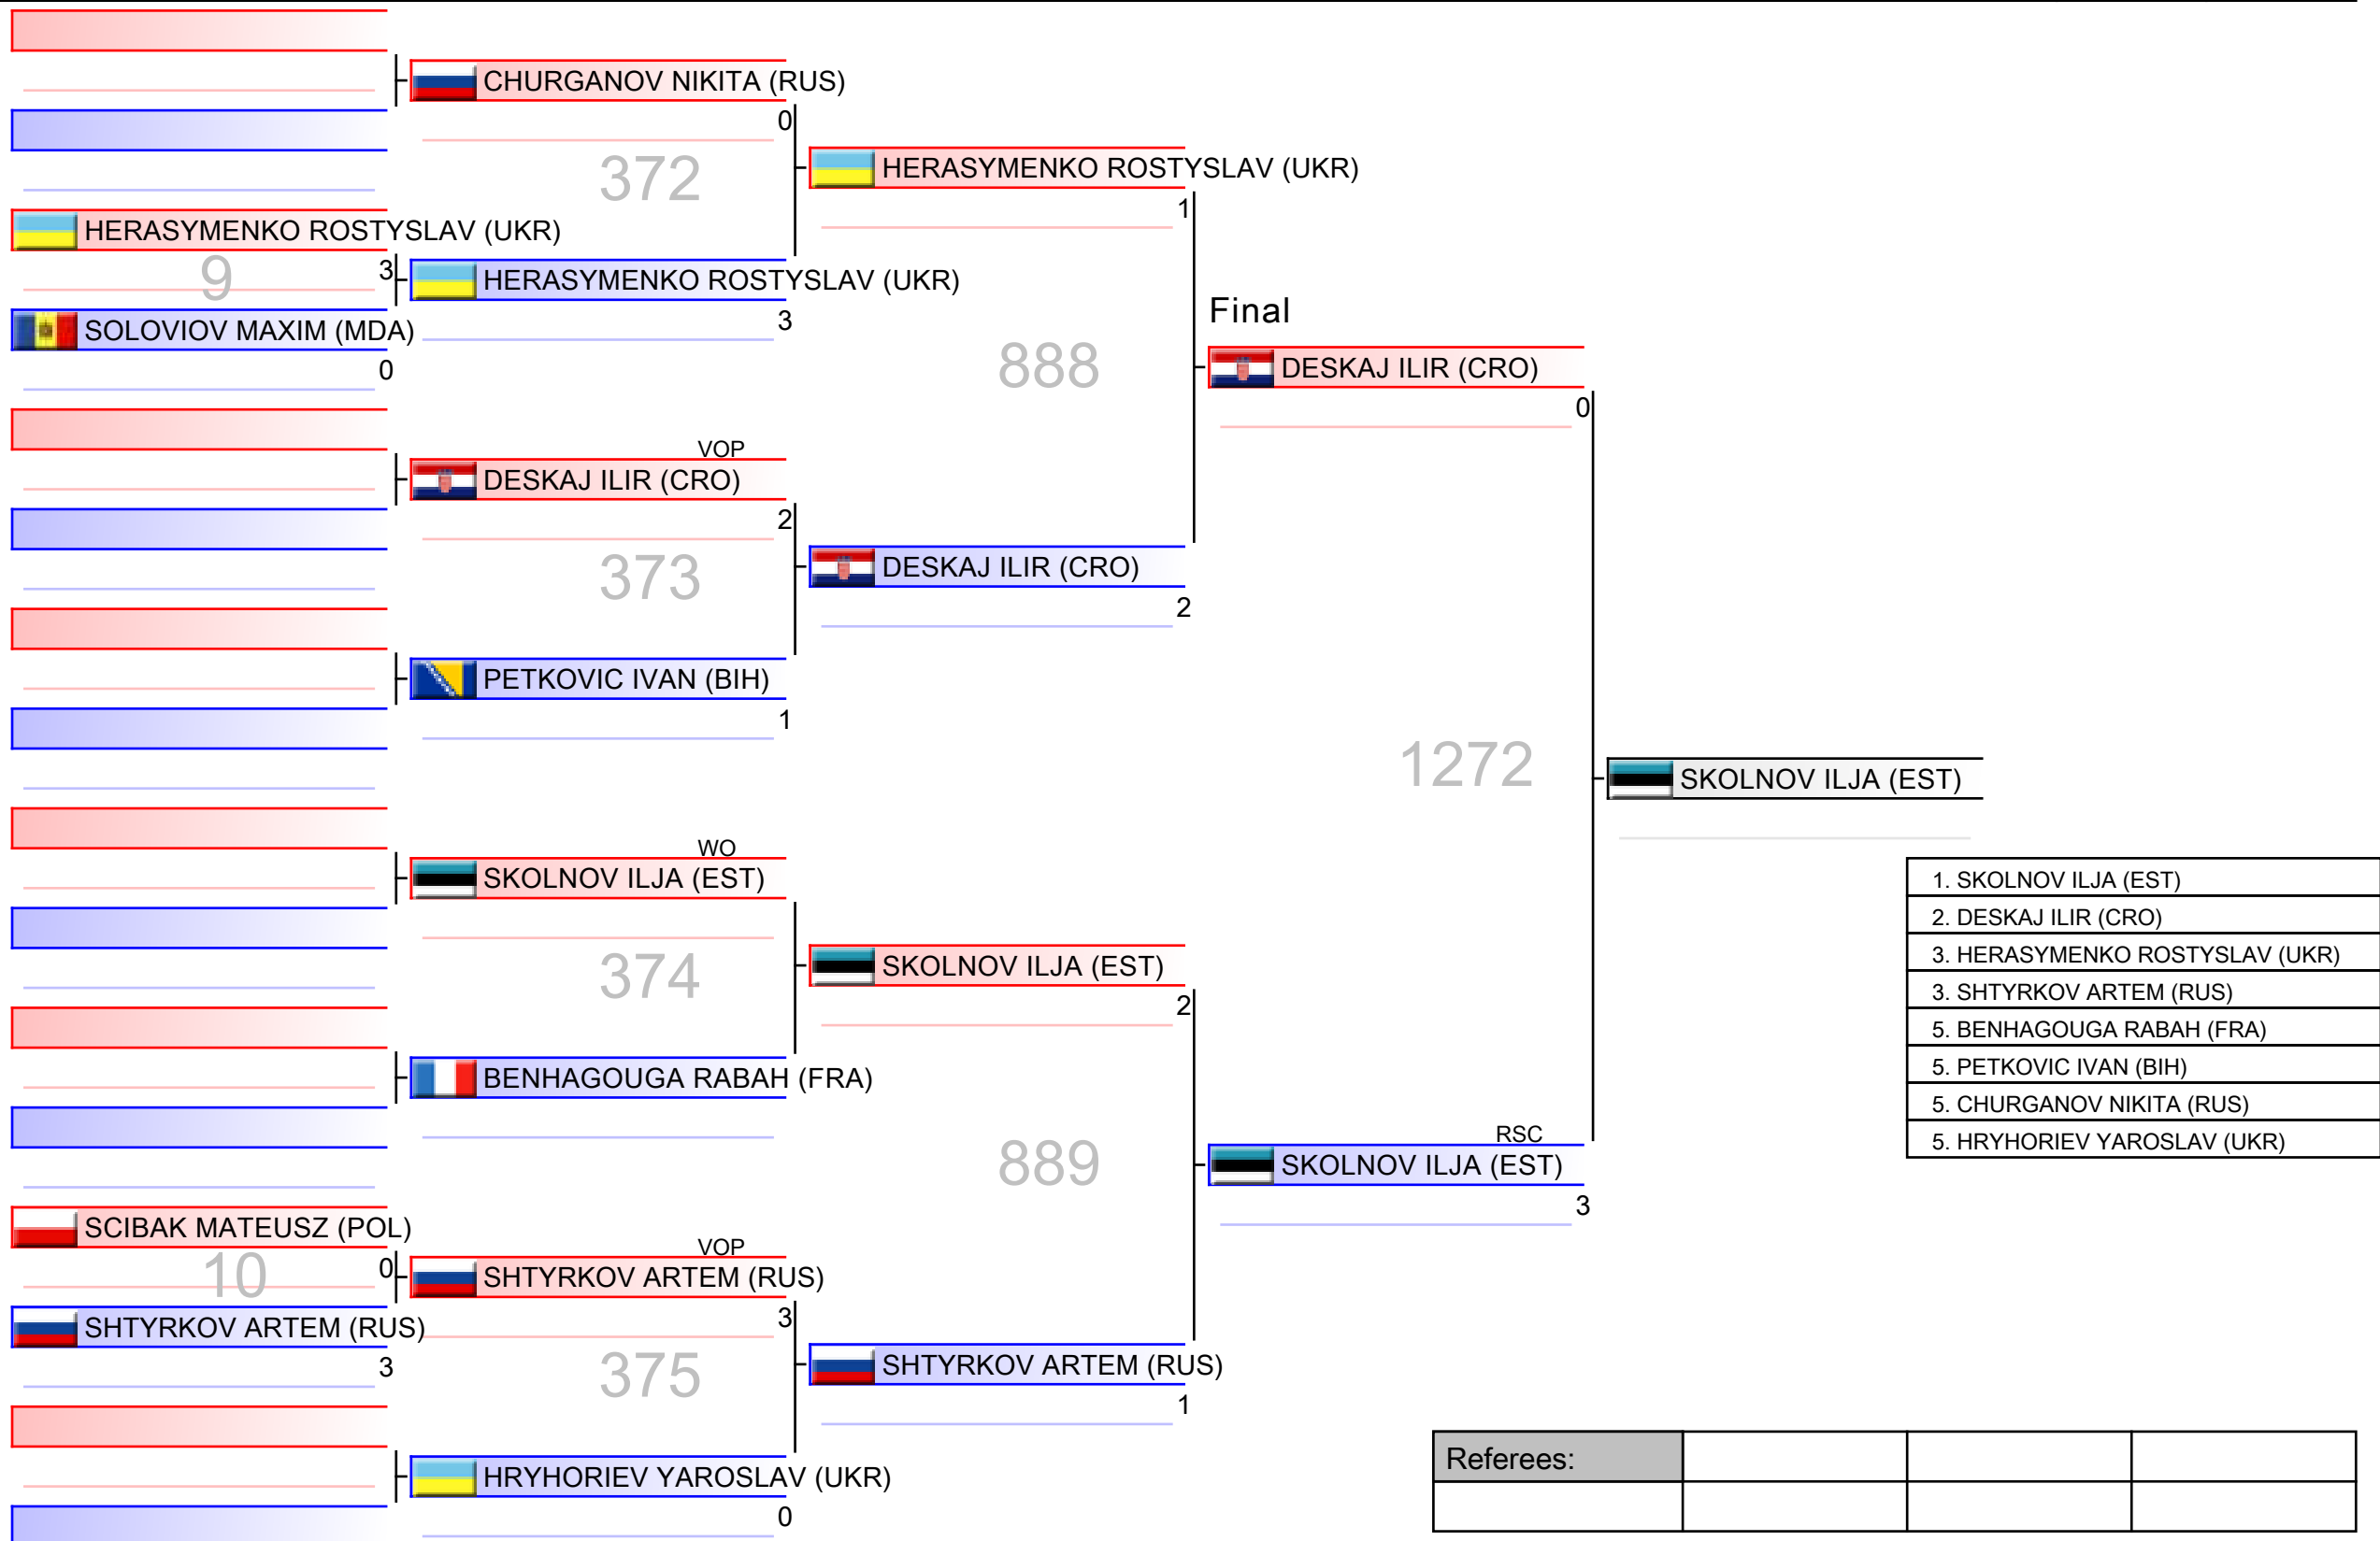 CHURGANOV NIKITA (RUS)
0
372
HERASYMENKO ROSTYSLAV (UKR)
1
HERASYMENKO ROSTYSLAV (UKR)
9
3
HERASYMENKO ROSTYSLAV (UKR)
3
SOLOVIOV MAXIM (MDA)
0
Final
888
DESKAJ ILIR (CRO)
0
VOP
DESKAJ ILIR (CRO)
2
373
DESKAJ ILIR (CRO)
2
PETKOVIC IVAN (BIH)
1
1272
SKOLNOV ILJA (EST)
WO
SKOLNOV ILJA (EST)
374
SKOLNOV ILJA (EST)
2
BENHAGOUGA RABAH (FRA)
889
RSC
SKOLNOV ILJA (EST)
3
SCIBAK MATEUSZ (POL)
10
0
VOP
SHTYRKOV ARTEM (RUS)
3
SHTYRKOV ARTEM (RUS)
3
375
SHTYRKOV ARTEM (RUS)
1
HRYHORIEV YAROSLAV (UKR)
0
1. SKOLNOV ILJA (EST)
2. DESKAJ ILIR (CRO)
3. HERASYMENKO ROSTYSLAV (UKR)
3. SHTYRKOV ARTEM (RUS)
5. BENHAGOUGA RABAH (FRA)
5. PETKOVIC IVAN (BIH)
5. CHURGANOV NIKITA (RUS)
5. HRYHORIEV YAROSLAV (UKR)
Referees: